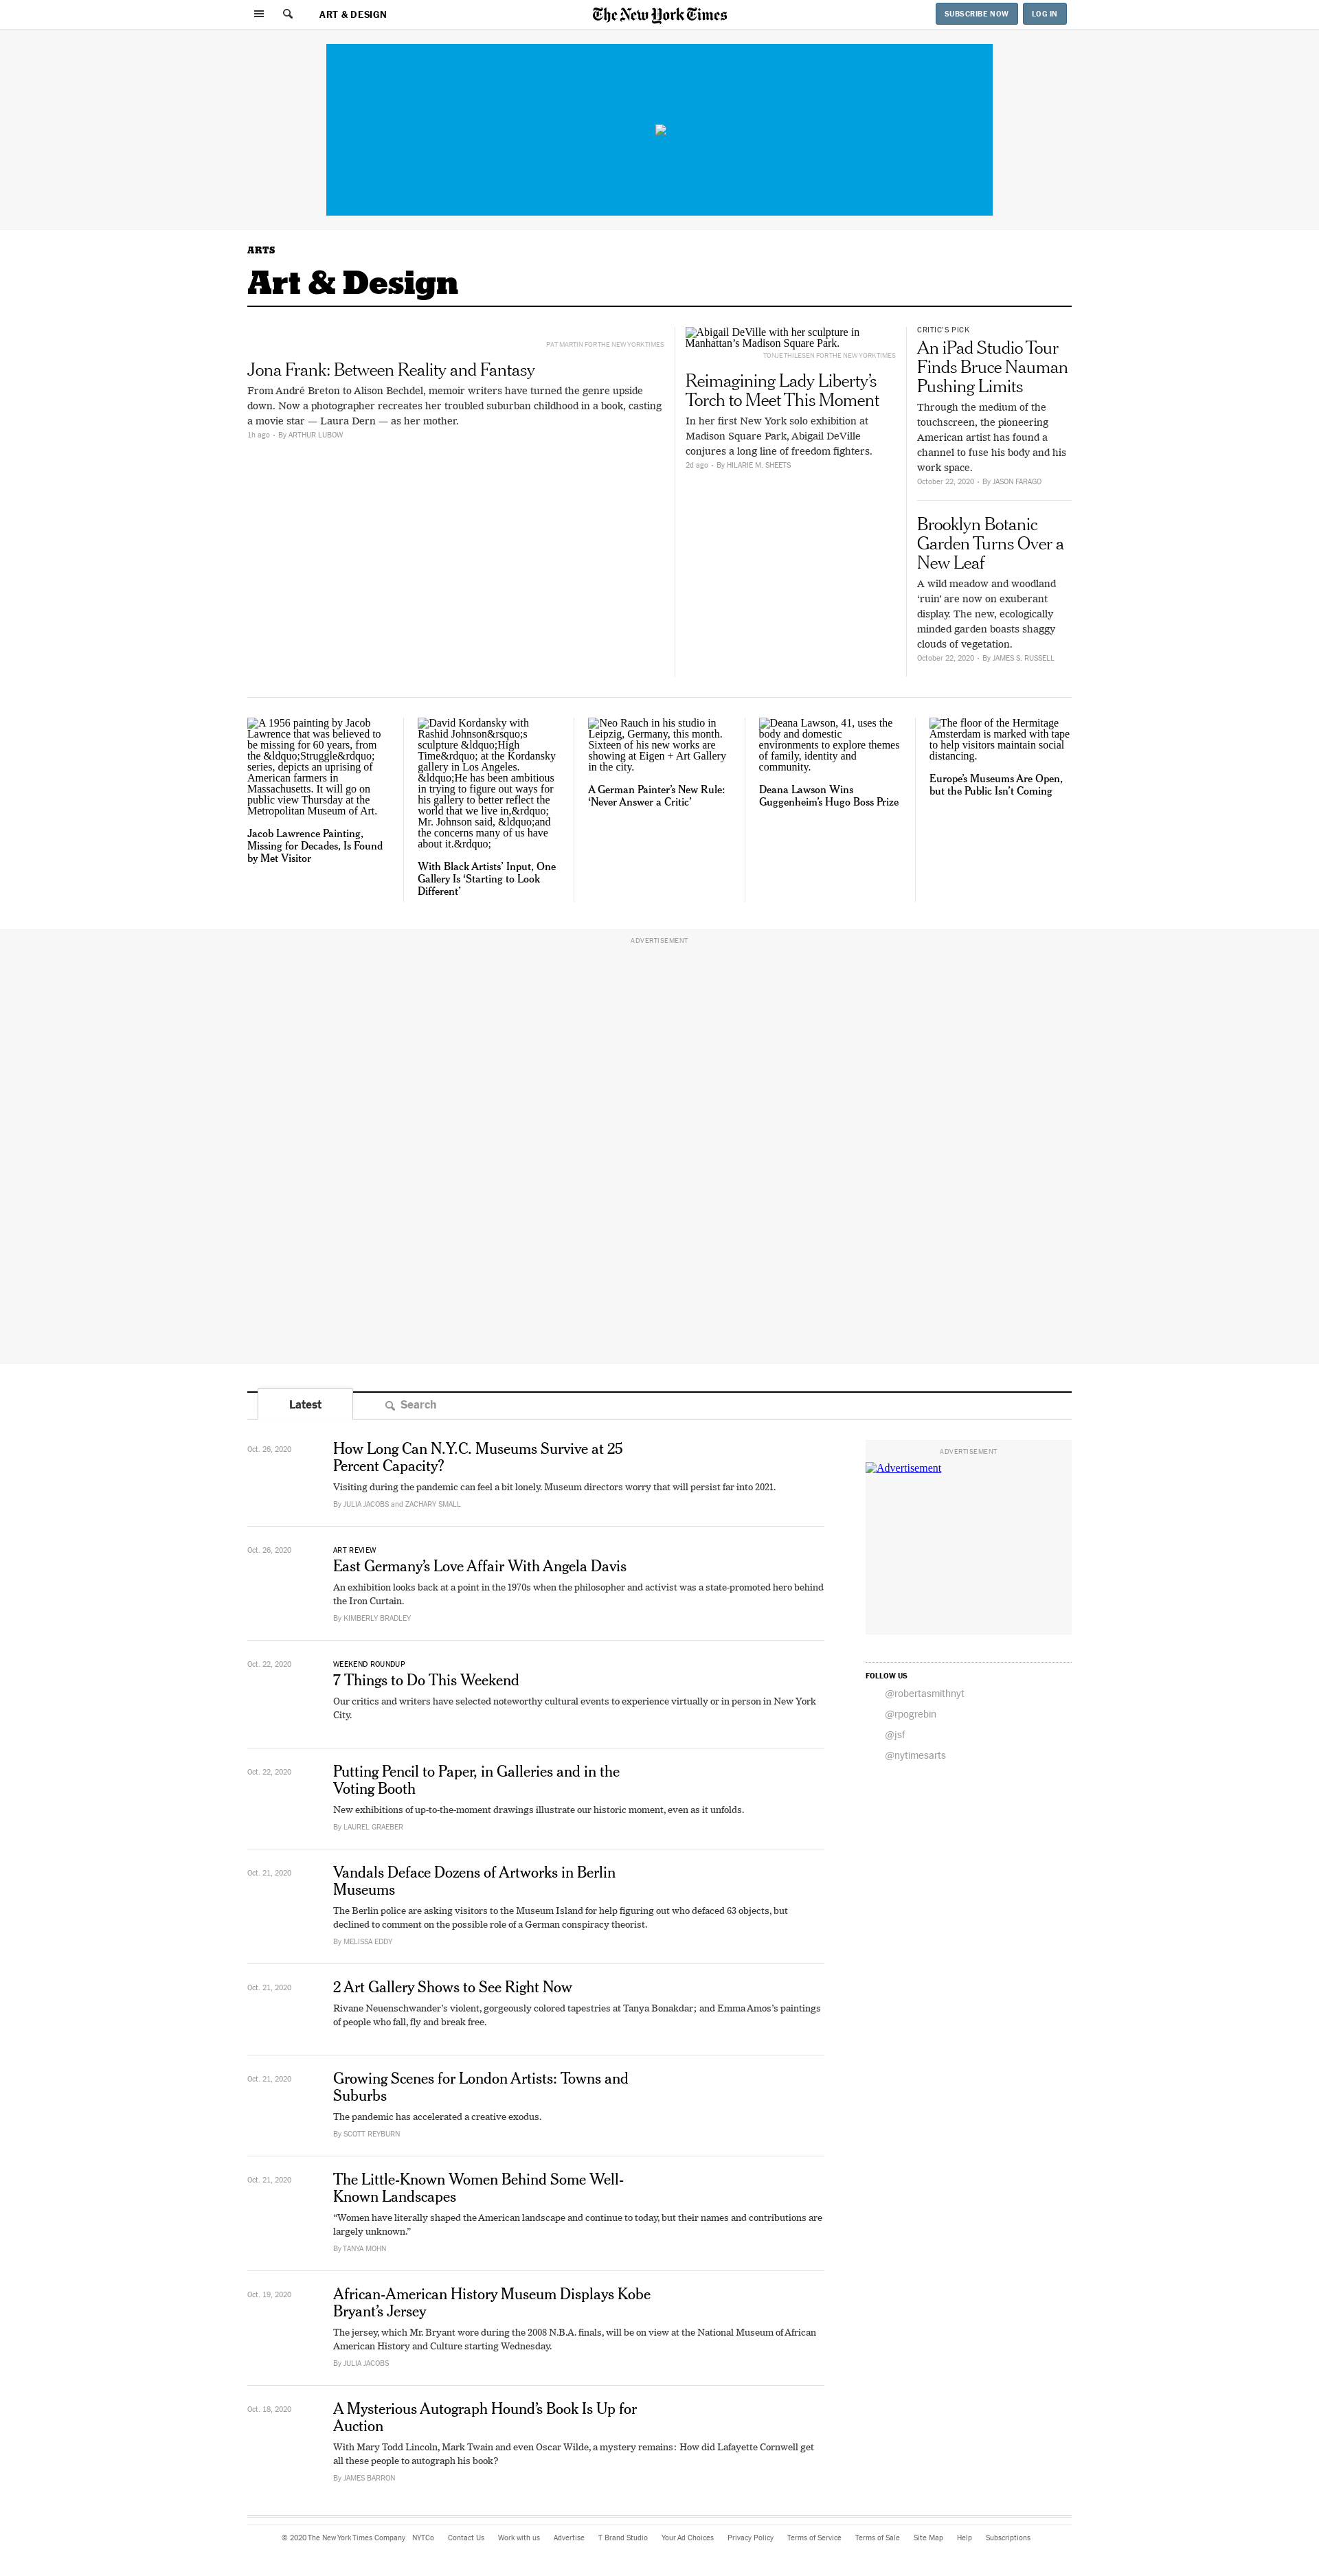 ART & DESIGN
The New York Times
SUBSCRIBE NOW
LOG IN
ARTS
Art & Design
PAT MARTIN FOR THE NEW YORK TIMES
Jona Frank: Between Reality and Fantasy
From André Breton to Alison Bechdel, memoir writers have turned the genre upside
down. Now a photographer recreates her troubled suburban childhood in a book, casting
a movie star — Laura Dern — as her mother.
1h ago • By ARTHUR LUBOW
Abigail DeVille with her sculpture in
Manhattan’s Madison Square Park.
TONJE THILESEN FOR THE NEW YORK TIMES
Reimagining Lady Liberty’s
Torch to Meet This Moment
In her first New York solo exhibition at
Madison Square Park, Abigail DeVille
conjures a long line of freedom fighters.
2d ago • By HILARIE M. SHEETS
CRITIC’S PICK
An iPad Studio Tour
Finds Bruce Nauman
Pushing Limits
Through the medium of the
touchscreen, the pioneering
American artist has found a
channel to fuse his body and his
work space.
October 22, 2020 • By JASON FARAGO
Brooklyn Botanic
Garden Turns Over a
New Leaf
A wild meadow and woodland
‘ruin’ are now on exuberant
display. The new, ecologically
minded garden boasts shaggy
clouds of vegetation.
October 22, 2020 • By JAMES S. RUSSELL
A 1956 painting by Jacob
Lawrence that was believed to
be missing for 60 years, from
the &ldquo;Struggle&rdquo;
series, depicts an uprising of
American farmers in
Massachusetts. It will go on
public view Thursday at the
Metropolitan Museum of Art.
Jacob Lawrence Painting,
Missing for Decades, Is Found
by Met Visitor
David Kordansky with
Rashid Johnson&rsquo;s
sculpture &ldquo;High
Time&rdquo; at the Kordansky
gallery in Los Angeles.
&ldquo;He has been ambitious
in trying to figure out ways for
his gallery to better reflect the
world that we live in,&rdquo;
Mr. Johnson said, &ldquo;and
the concerns many of us have
about it.&rdquo;
With Black Artists’ Input, One
Gallery Is ‘Starting to Look
Different’
Neo Rauch in his studio in
Leipzig, Germany, this month.
Sixteen of his new works are
showing at Eigen + Art Gallery
in the city.
A German Painter’s New Rule:
‘Never Answer a Critic’
Deana Lawson, 41, uses the
body and domestic
environments to explore themes
of family, identity and
community.
Deana Lawson Wins
Guggenheim’s Hugo Boss Prize
The floor of the Hermitage
Amsterdam is marked with tape
to help visitors maintain social
distancing.
Europe’s Museums Are Open,
but the Public Isn’t Coming
ADVERTISEMENT
Latest
Search
Oct. 26, 2020
How Long Can N.Y.C. Museums Survive at 25
Percent Capacity?
Visiting during the pandemic can feel a bit lonely. Museum directors worry that will persist far into 2021.
By JULIA JACOBS and ZACHARY SMALL
Oct. 26, 2020
ART REVIEW
East Germany’s Love Affair With Angela Davis
An exhibition looks back at a point in the 1970s when the philosopher and activist was a state-promoted hero behind
the Iron Curtain.
By KIMBERLY BRADLEY
Oct. 22, 2020
WEEKEND ROUNDUP
7 Things to Do This Weekend
Our critics and writers have selected noteworthy cultural events to experience virtually or in person in New York
City.
Oct. 22, 2020
Putting Pencil to Paper, in Galleries and in the
Voting Booth
New exhibitions of up-to-the-moment drawings illustrate our historic moment, even as it unfolds.
By LAUREL GRAEBER
Oct. 21, 2020
Vandals Deface Dozens of Artworks in Berlin
Museums
The Berlin police are asking visitors to the Museum Island for help figuring out who defaced 63 objects, but
declined to comment on the possible role of a German conspiracy theorist.
By MELISSA EDDY
Oct. 21, 2020
2 Art Gallery Shows to See Right Now
Rivane Neuenschwander’s violent, gorgeously colored tapestries at Tanya Bonakdar; and Emma Amos’s paintings
of people who fall, fly and break free.
Oct. 21, 2020
Growing Scenes for London Artists: Towns and
Suburbs
The pandemic has accelerated a creative exodus.
By SCOTT REYBURN
Oct. 21, 2020
The Little-Known Women Behind Some Well-
Known Landscapes
“Women have literally shaped the American landscape and continue to today, but their names and contributions are
largely unknown.”
By TANYA MOHN
Oct. 19, 2020
African-American History Museum Displays Kobe
Bryant’s Jersey
The jersey, which Mr. Bryant wore during the 2008 N.B.A. finals, will be on view at the National Museum of African
American History and Culture starting Wednesday.
By JULIA JACOBS
Oct. 18, 2020
A Mysterious Autograph Hound’s Book Is Up for
Auction
With Mary Todd Lincoln, Mark Twain and even Oscar Wilde, a mystery remains: How did Lafayette Cornwell get
all these people to autograph his book?
By JAMES BARRON
ADVERTISEMENT
Advertisement
FOLLOW US
@robertasmithnyt
@rpogrebin
@jsf
@nytimesarts
© 2020 The New York Times Company NYTCo Contact Us Work with us Advertise T Brand Studio Your Ad Choices Privacy Policy Terms of Service Terms of Sale Site Map Help Subscriptions